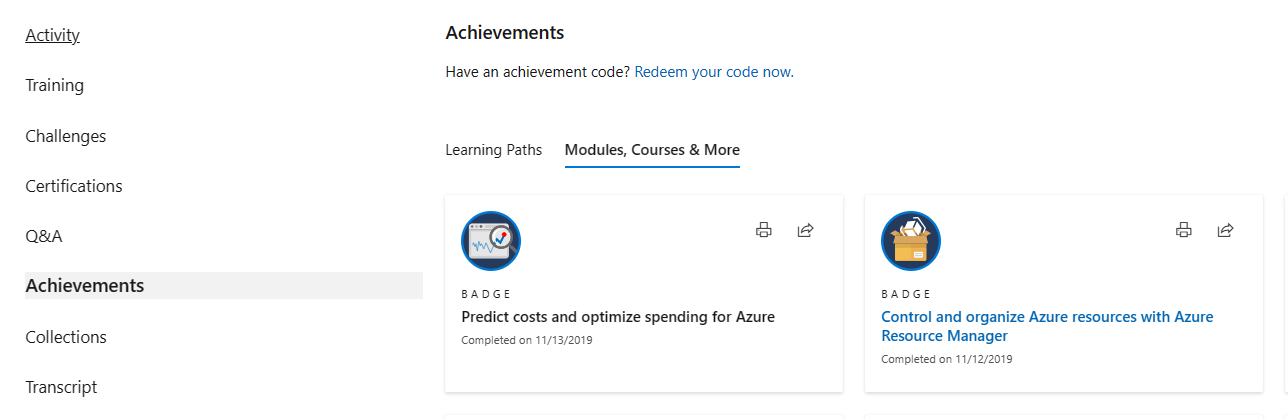 Activity
Training
Challenges
Certifications
Q&A
Achievements
Collections
Transcript
Achievements
Have an achievement code? Redeem your code now.
Learning Paths
Modules, Courses & More
BADGE
Predict costs and optimize spending for Azure
Completed on 11/13/2019
BADGE
Control and organize Azure resources with Azure
Resource Manager
Completed on 11/12/2019